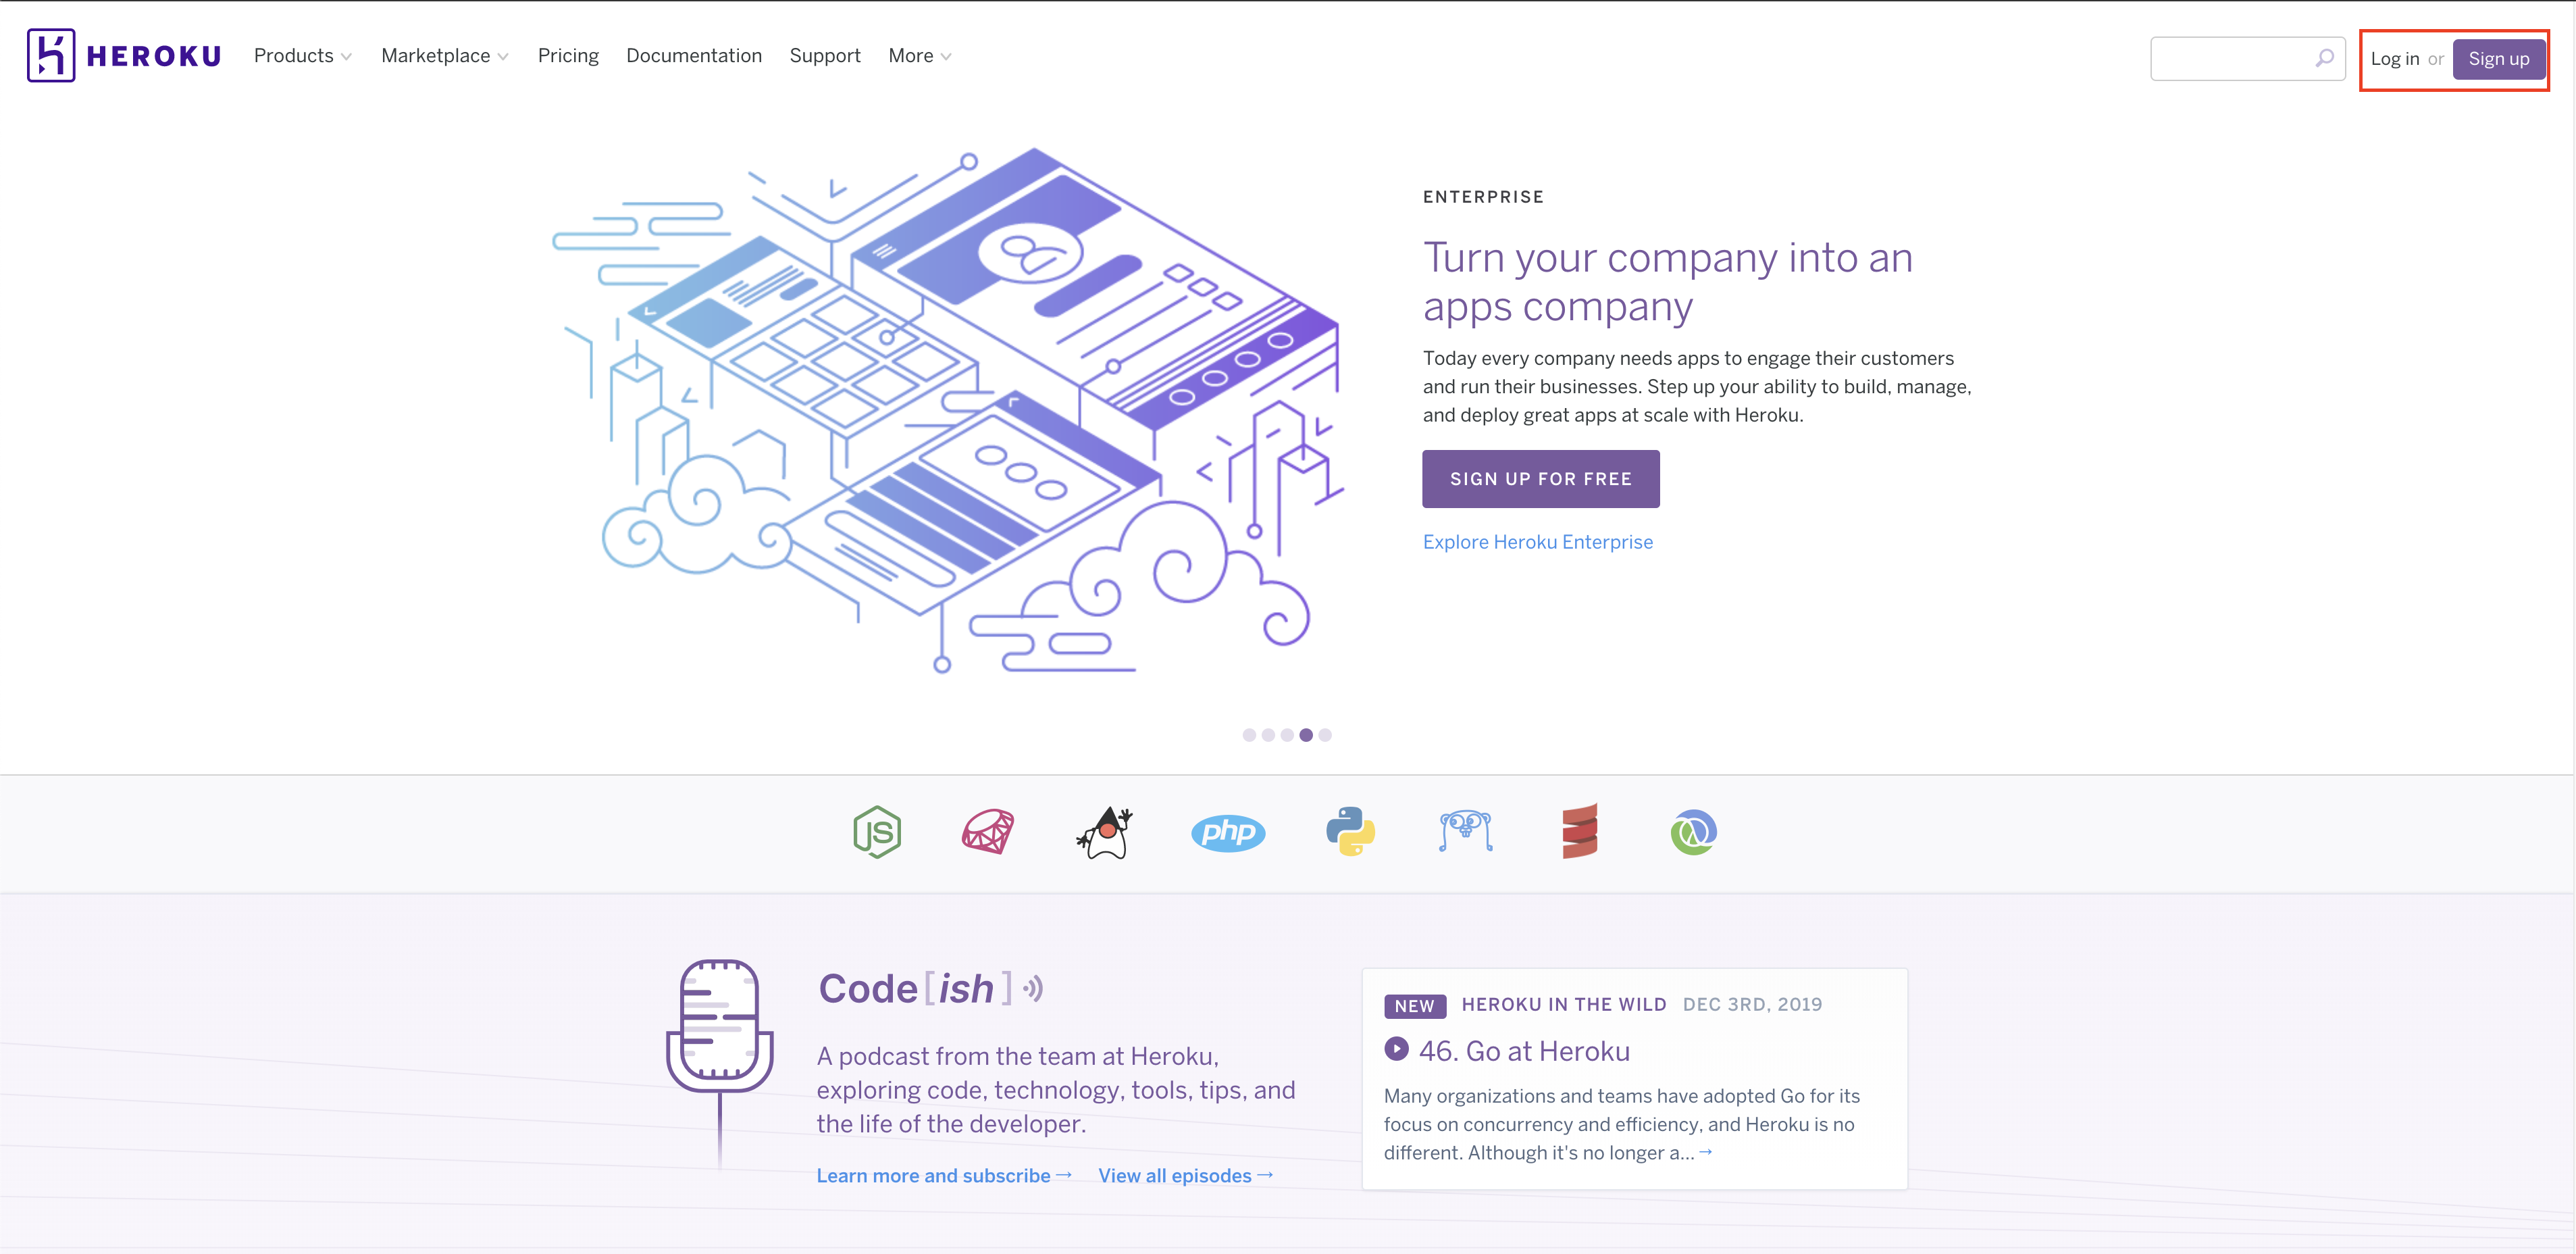 HEROKU
Products
Marketplace
Pricing
Documentation
Support
More
Log in or Sign up
ENTERPRISE
Turn your company into an
apps company
Today every company needs apps to engage their customers
and run their businesses. Step up your ability to build, manage,
and deploy great apps at scale with Heroku.
SIGN UP FOR FREE
Explore Heroku Enterprise
JS
php
Code[ish]
A podcast from the team at Heroku,
exploring code, technology, tools, tips, and
the life of the developer.
Learn more and subscribe → View all episodes →
NEW HEROKU IN THE WILD DEC 3RD, 2019
46. Go at Heroku
Many organizations and teams have adopted Go for its
focus on concurrency and efficiency, and Heroku is no
different. Although it's no longer a... →